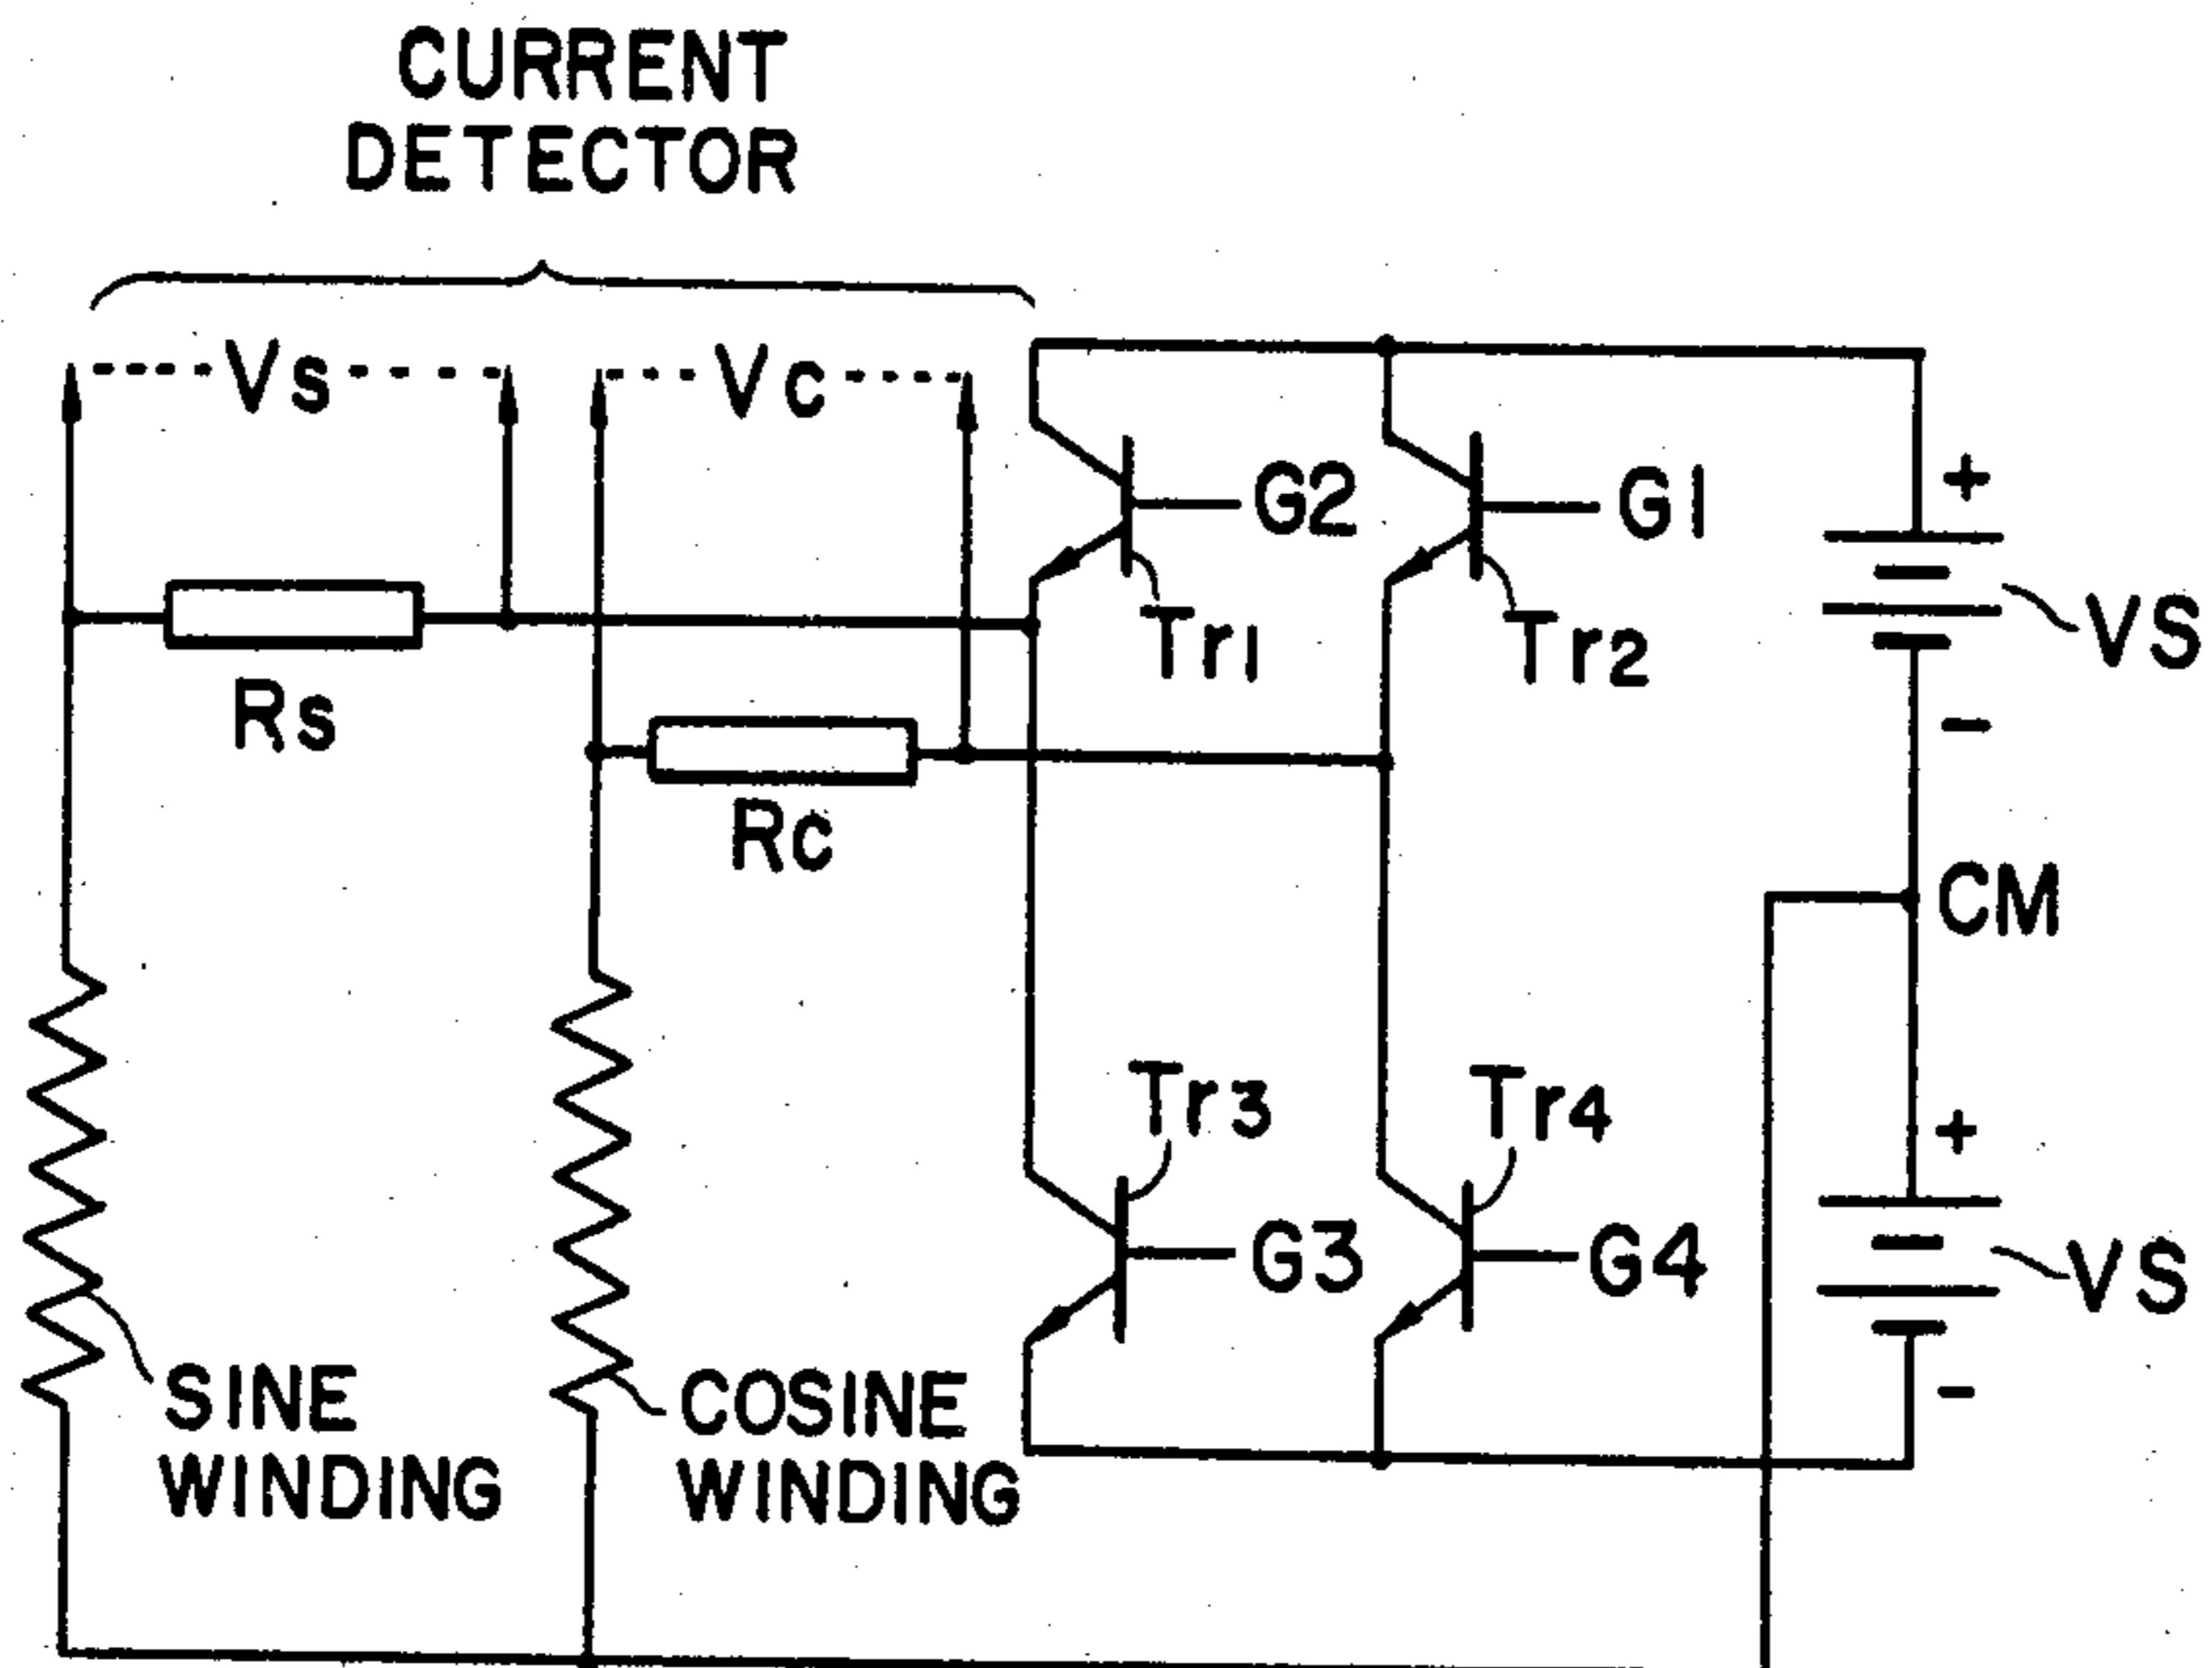 CURRENT
DETECTOR
Vs
Vc
+
G2
G1
Tr1
Tr2
VS
Rs
-
Rc
CM
Tr3
Tr4
+
G3
G4
VS
SINE
WINDING
COSINE
WINDING
-